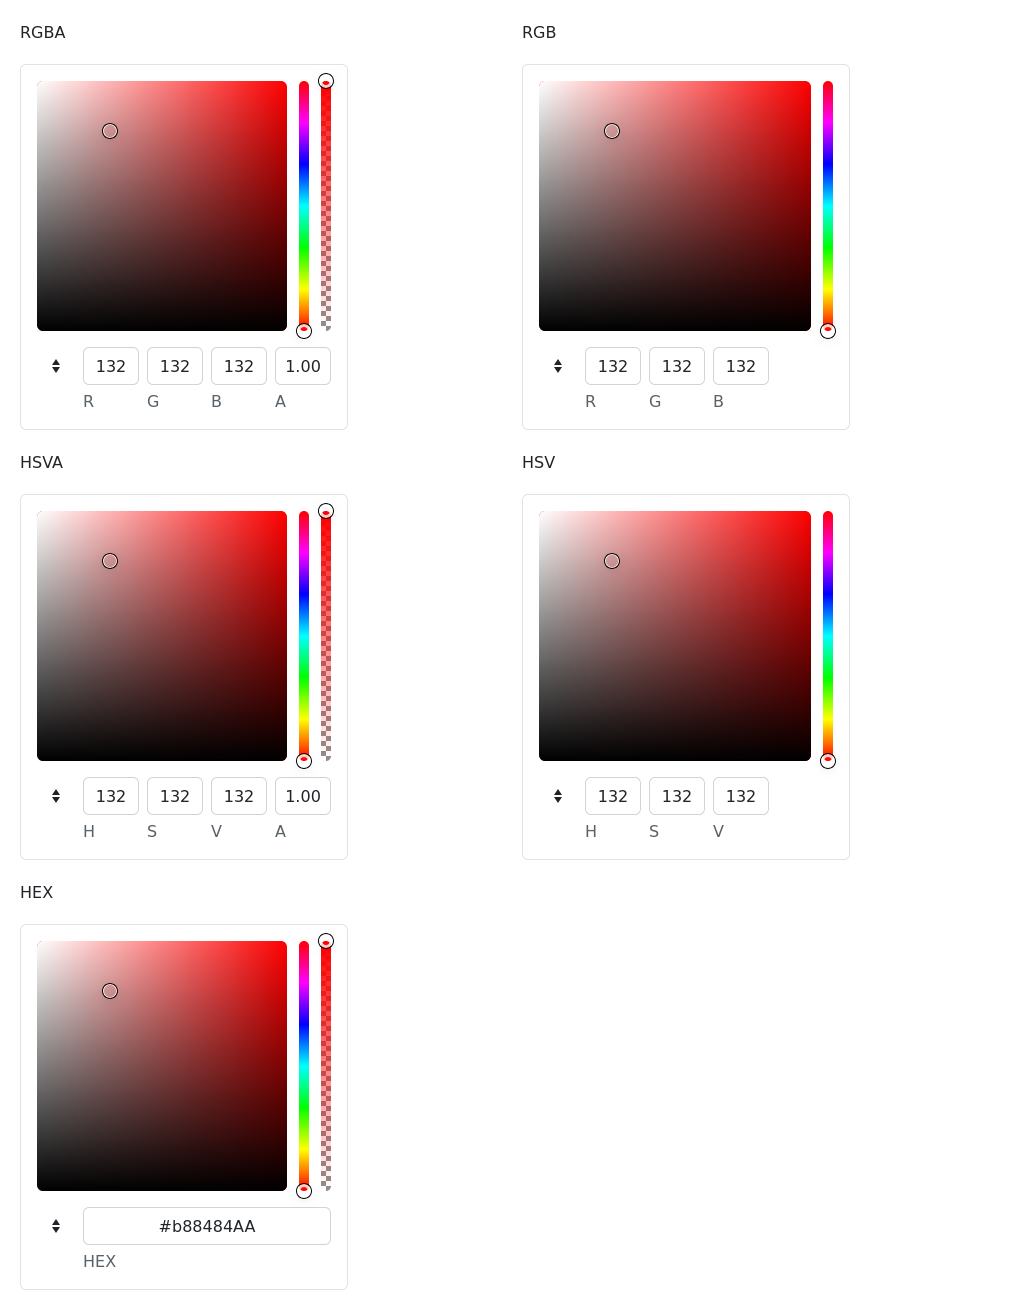 RGBA
132 132 132 1.00
R G B A
RGB
132 132 132
R G B
HSVA
132 132 132 1.00
H S V A
HSV
132 132 132
H S V
HEX
#b88484AA
HEX